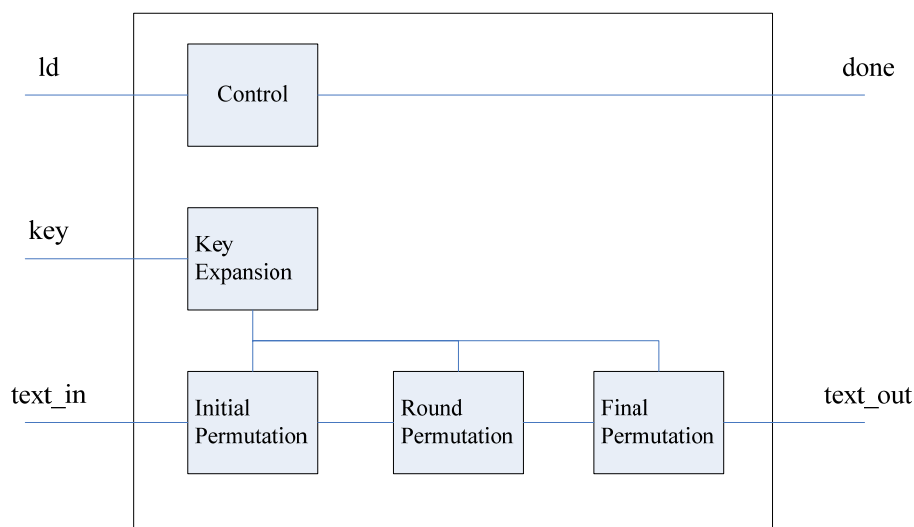 ld
done
Control
key
Key
Expansion
text_in
text_out
Initial
Permutation
Round
Permutation
Final
Permutation